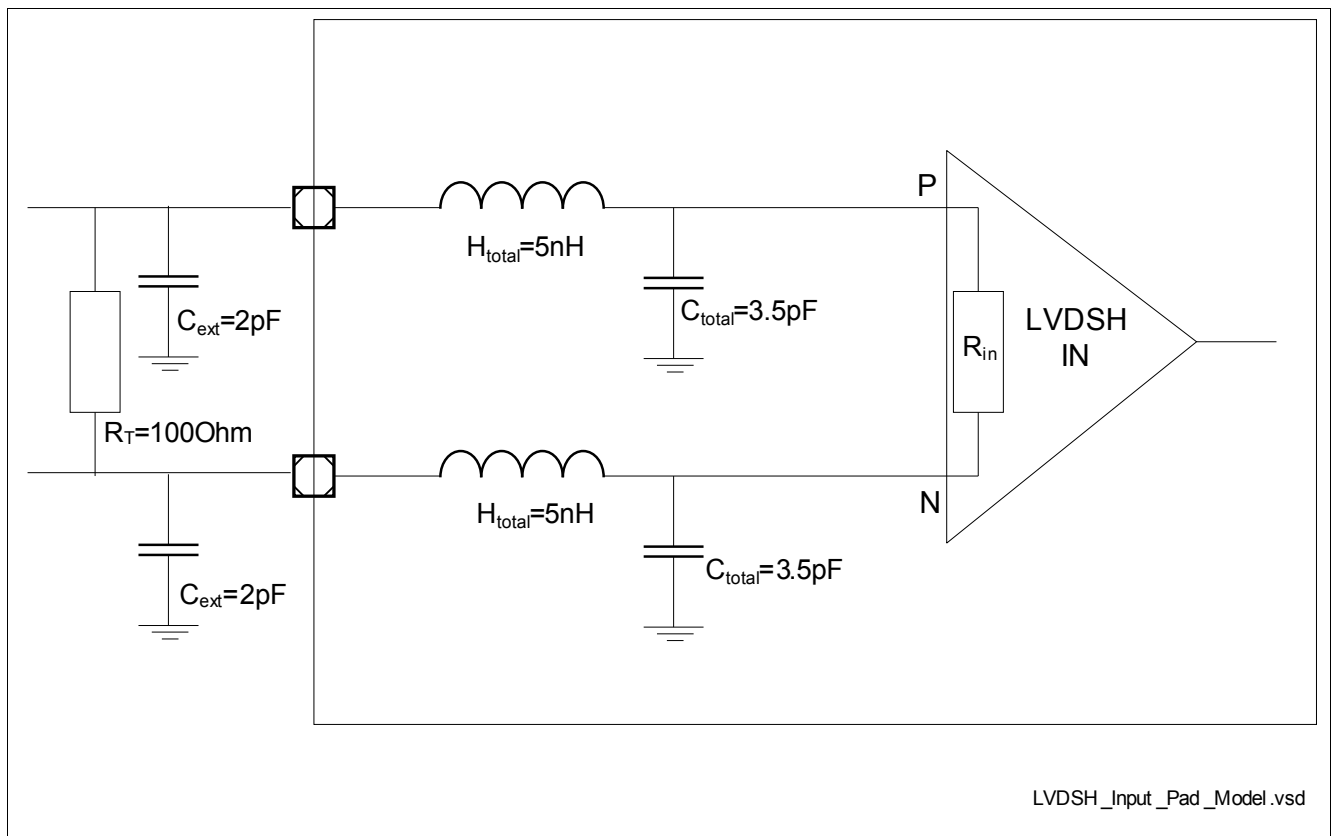 P
H_total=5nH
C_ext=2pF
C_total=3.5pF
LVDSH
IN
R_in
R_T=100Ohm
H_total=5nH
N
C_ext=2pF
C_total=3.5pF
LVDSH_Input_Pad_Model.vsd